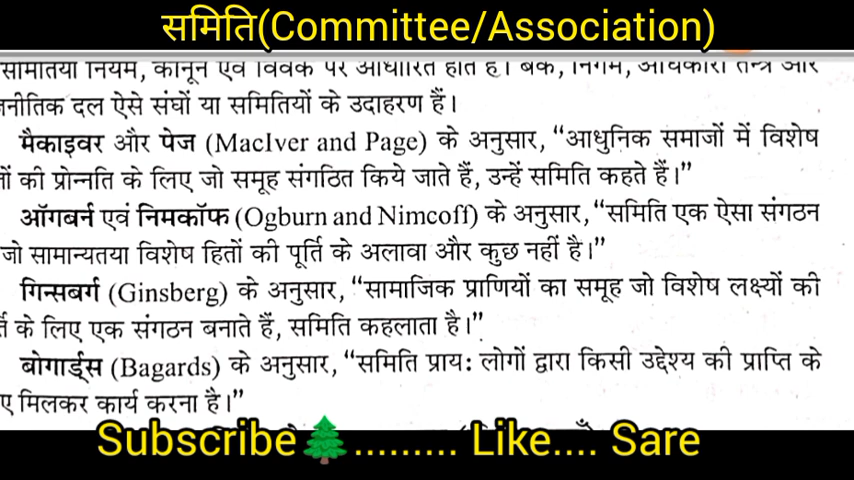 समिति(Committee/Association)
सामितियां नियम, कानून एवं विवेक पर आधारित होते हैं। बैंक, निगम, अधिकारी तन्त्र और
जनीतिक दल ऐसे संघों या समितियों के उदाहरण हैं।
मैकाइवर और पेज (MacIver and Page) के अनुसार, “आधुनिक समाजों में विशेष
तों की प्रोन्नति के लिए जो समूह संगठित किये जाते हैं, उन्हें समिति कहते हैं।”
ऑगबर्न एवं निमकॉफ (Ogburn and Nimcoff) के अनुसार, “समिति एक ऐसा संगठन
जो सामान्यतया विशेष हितों की पूर्ति के अलावा और कुछ नहीं है।”
गिन्सबर्ग (Ginsberg) के अनुसार, “सामाजिक प्राणियों का समूह जो विशेष लक्ष्यों की
र्ति के लिए एक संगठन बनाते हैं, समिति कहलाता है।”
बोगार्ड्स (Bagards) के अनुसार, “समिति प्राय: लोगों द्वारा किसी उद्देश्य की प्राप्ति के
ए मिलकर कार्य करना है।”
Subscribe🌲......... Like.... Sare